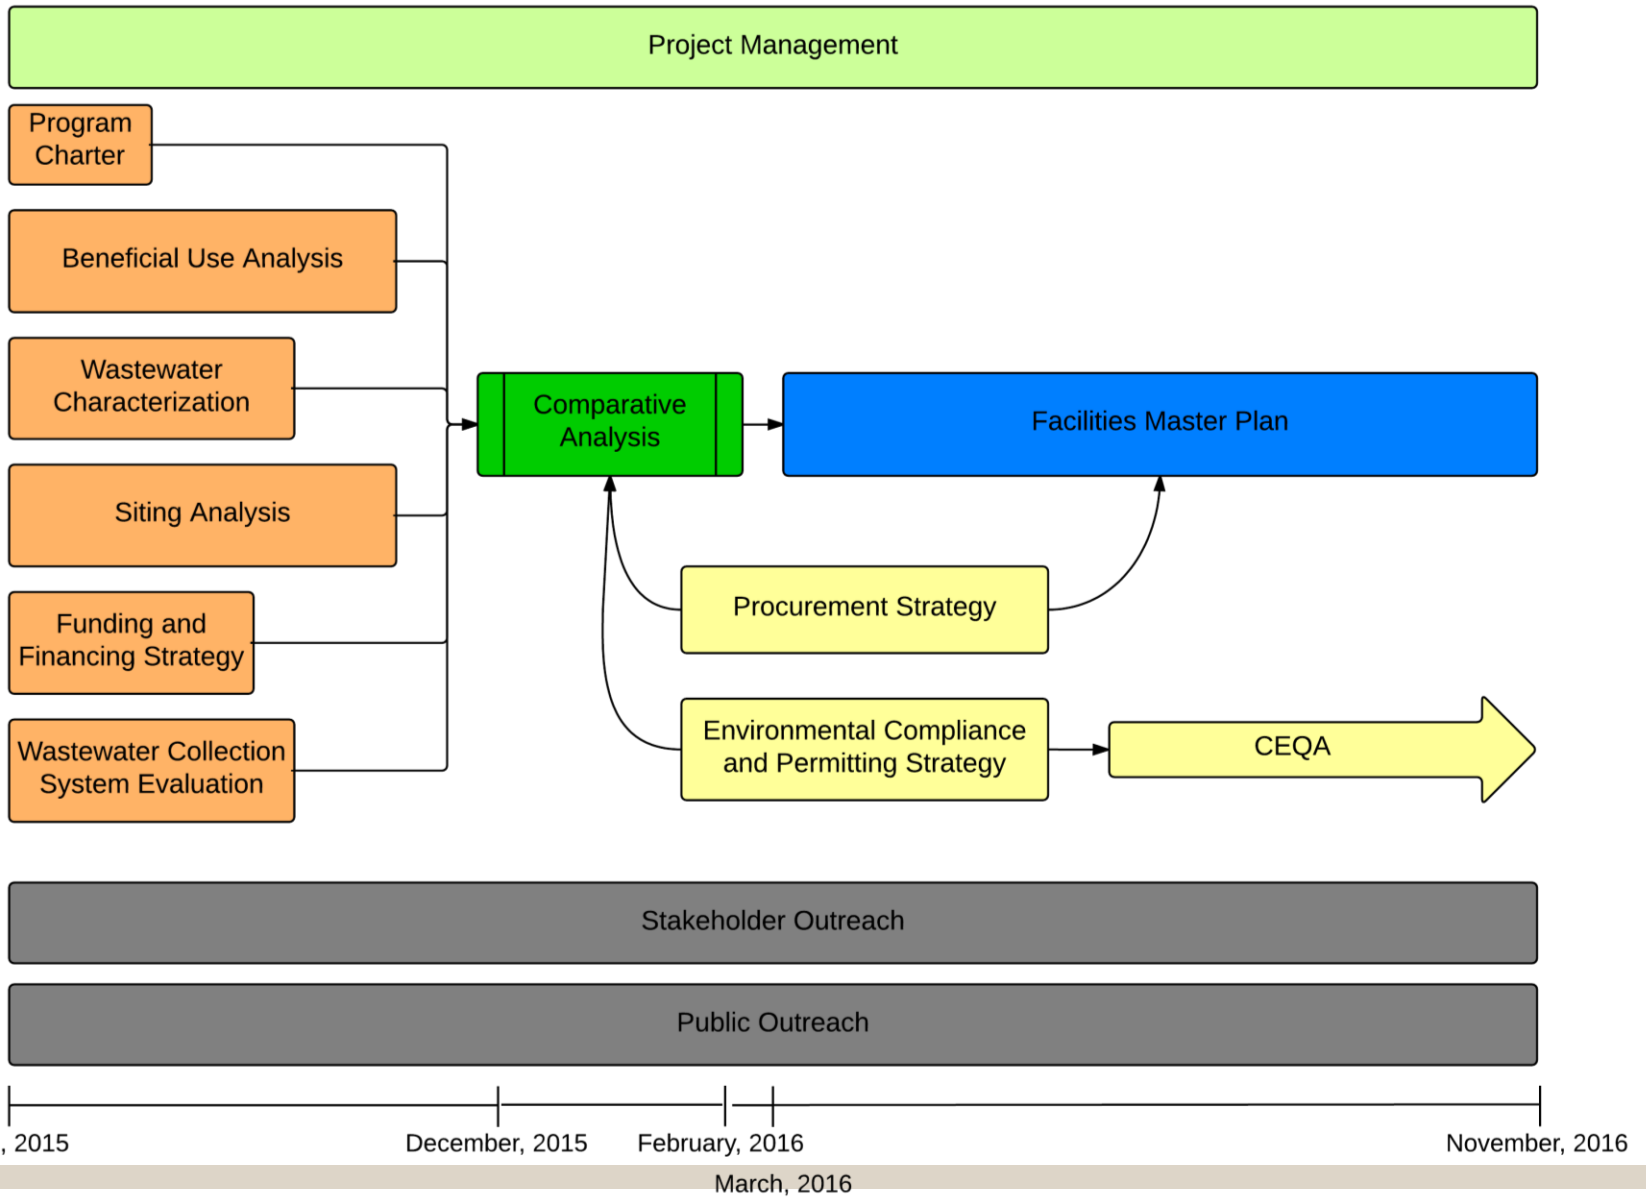 Project Management
Program
Charter
Beneficial Use Analysis
Wastewater
Characterization
Comparative
Analysis
Facilities Master Plan
Siting Analysis
Procurement Strategy
Funding and
Financing Strategy
Environmental Compliance
and Permitting Strategy
CEQA
Wastewater Collection
System Evaluation
Stakeholder Outreach
Public Outreach
, 2015
December, 2015
February, 2016
November, 2016
March, 2016